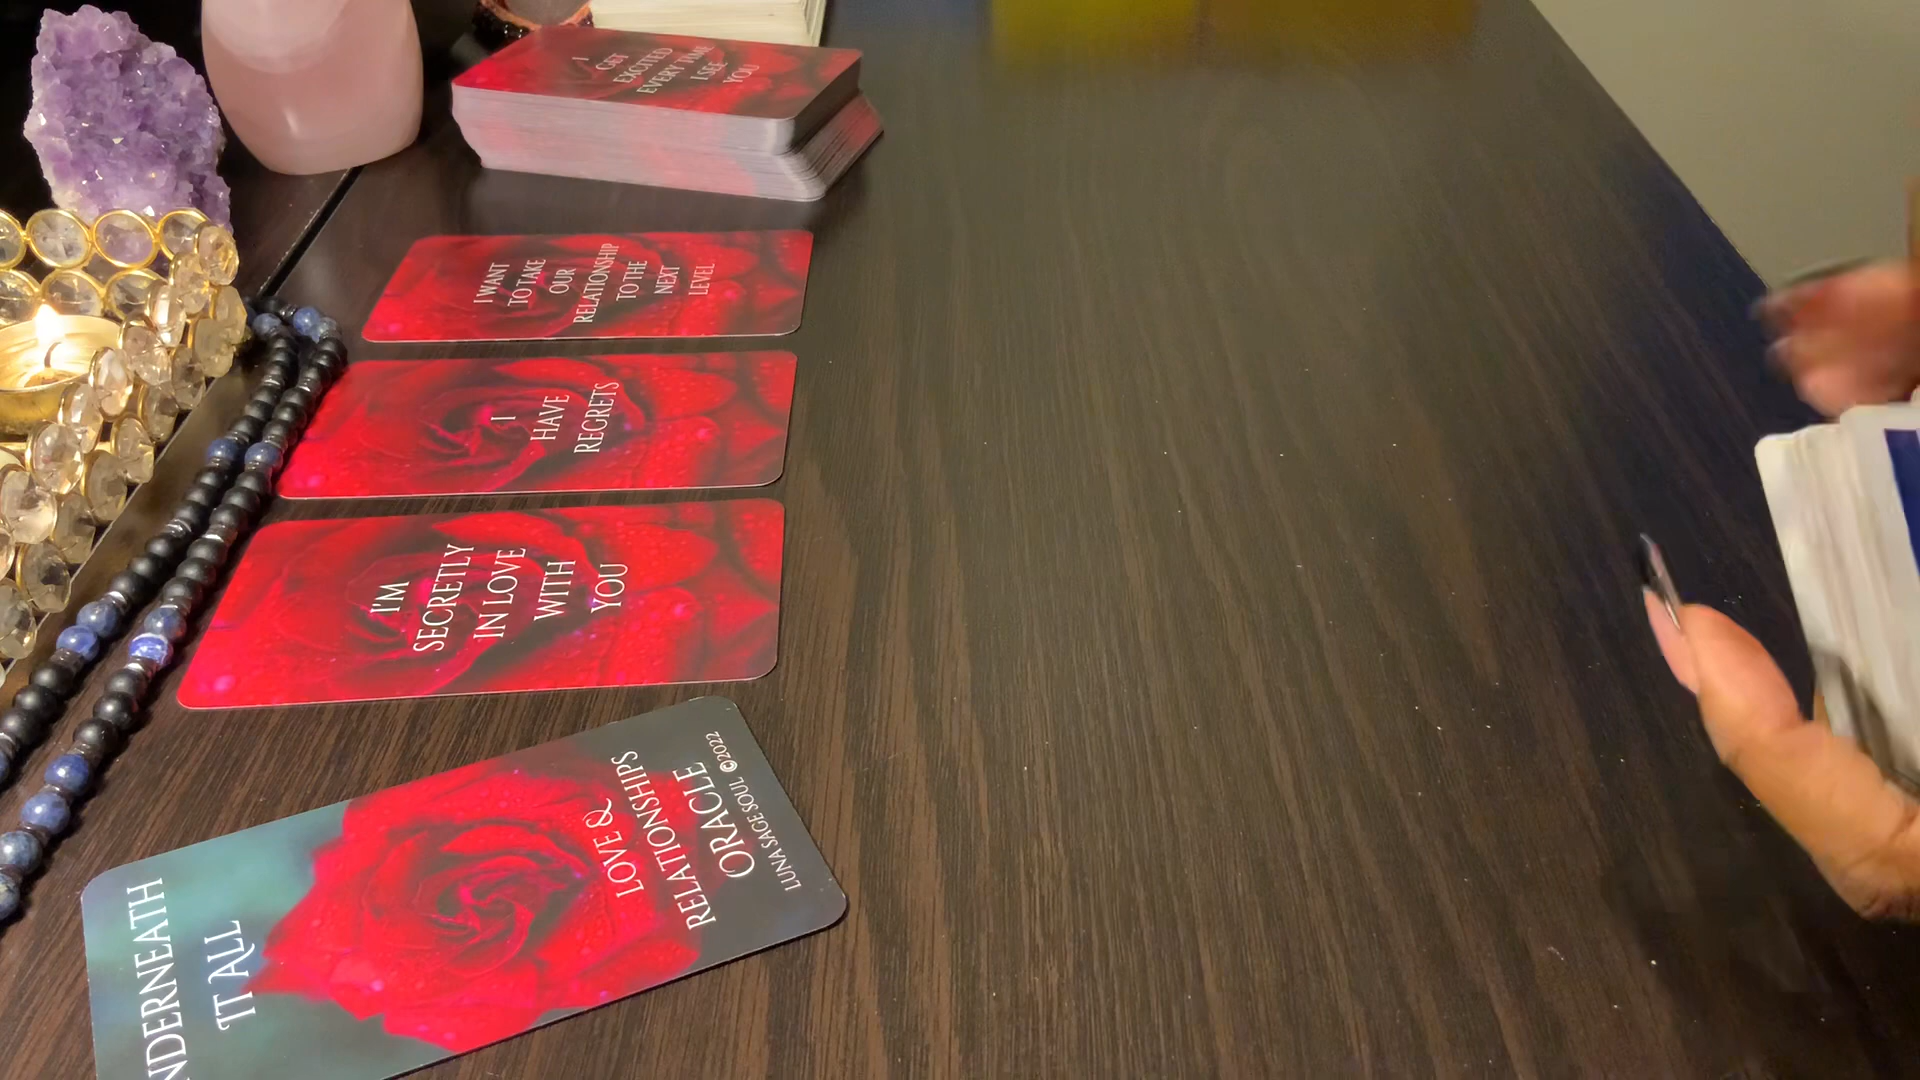 I
GET
EXCITED
EVERY TIME
I SEE
YOU
I WANT
TO TAKE
OUR
RELATIONSHIP
TO THE
NEXT
LEVEL
I
HAVE
REGRETS
I'M
SECRETLY
IN LOVE
WITH
YOU
NDERNEATH
IT ALL
LOVE &
RELATIONSHIPS
ORACLE
LUNA SAGE SOUL ©2022